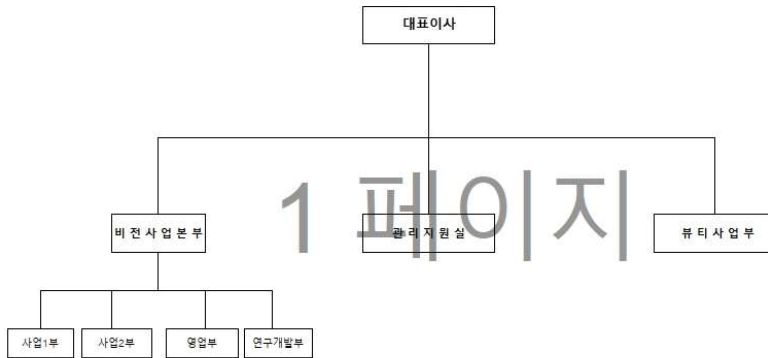 대표이사
1 페이지
비 전 사 업 본 부
관 리 지 원 실
뷰 티 사 업 부
사업1부
사업2부
영업부
연구개발부